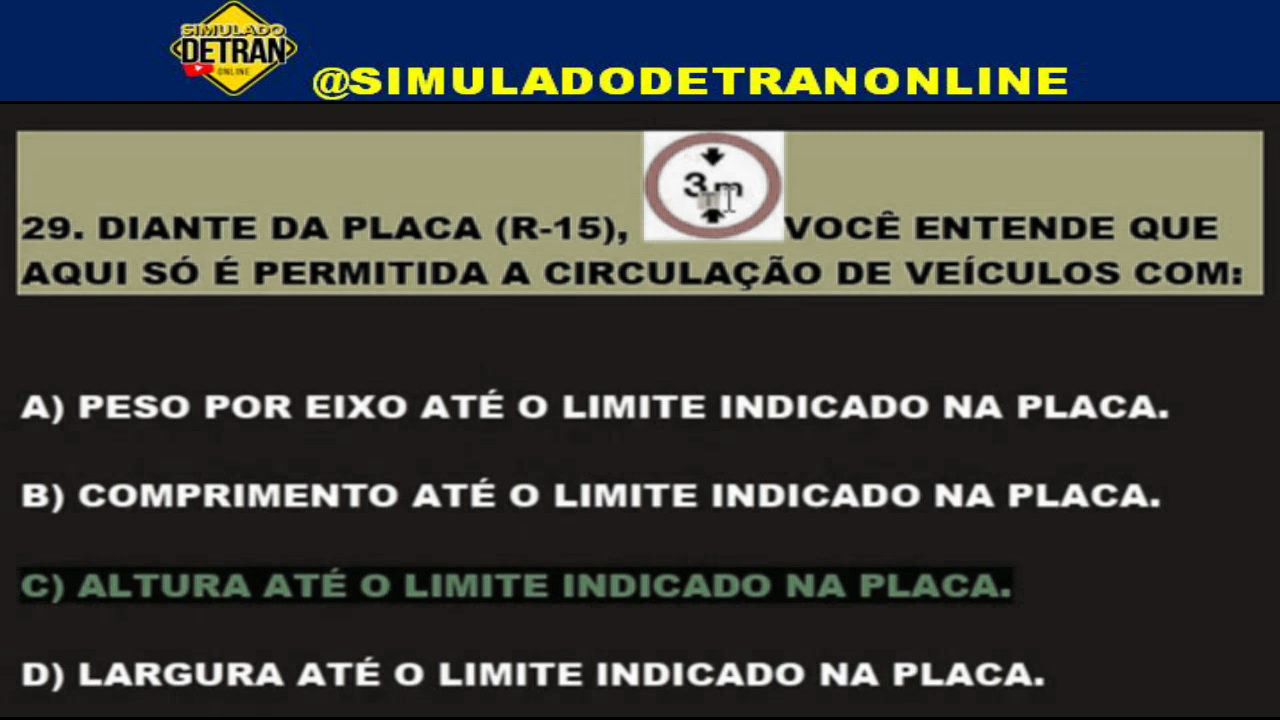 SIMULADO
DETRAN
ONLINE
@SIMULADODETRANONLINE
3 m
29. DIANTE DA PLACA (R-15), VOCÊ ENTENDE QUE
AQUI SÓ É PERMITIDA A CIRCULAÇÃO DE VEÍCULOS COM:
A) PESO POR EIXO ATÉ O LIMITE INDICADO NA PLACA.
B) COMPRIMENTO ATÉ O LIMITE INDICADO NA PLACA.
C) ALTURA ATÉ O LIMITE INDICADO NA PLACA.
D) LARGURA ATÉ O LIMITE INDICADO NA PLACA.